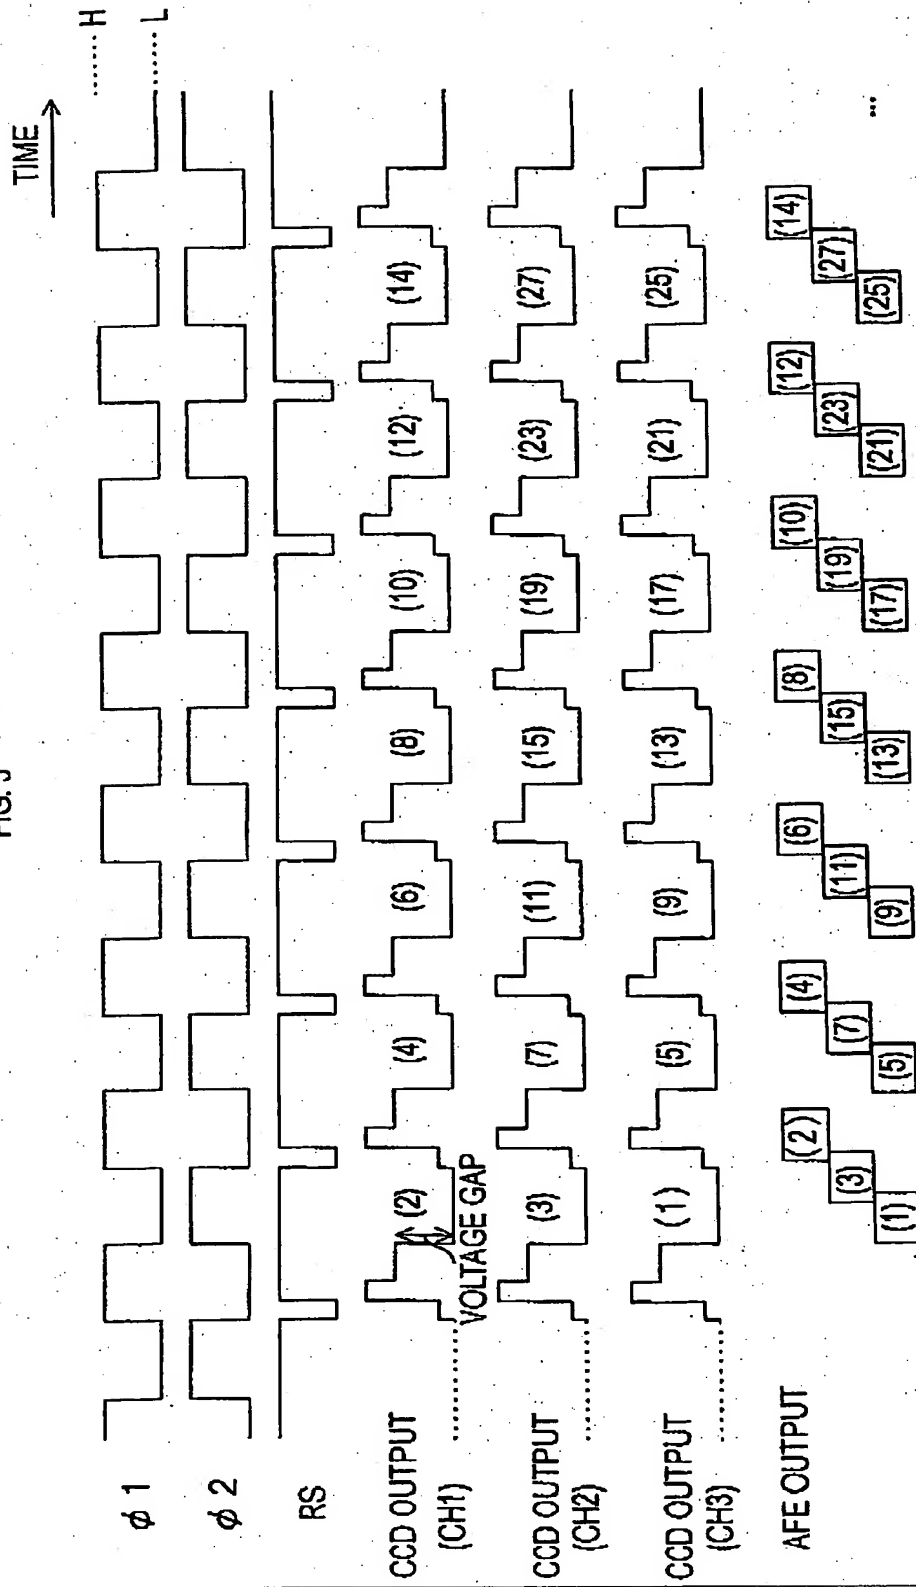 FIG. 5
TIME
H
L
φ 1
φ 2
RS
CCD OUTPUT
(CH1)
(2) (4) (6) (8) (10) (12) (14)
VOLTAGE GAP
CCD OUTPUT
(CH2)
(3) (7) (11) (15) (19) (23) (27)
CCD OUTPUT
(CH3)
(1) (5) (9) (13) (17) (21) (25)
AFE OUTPUT
(2) (4) (6) (8) (10) (12) (14)
(3) (7) (11) (15) (19) (23) (27)
(1) (5) (9) (13) (17) (21) (25)
...